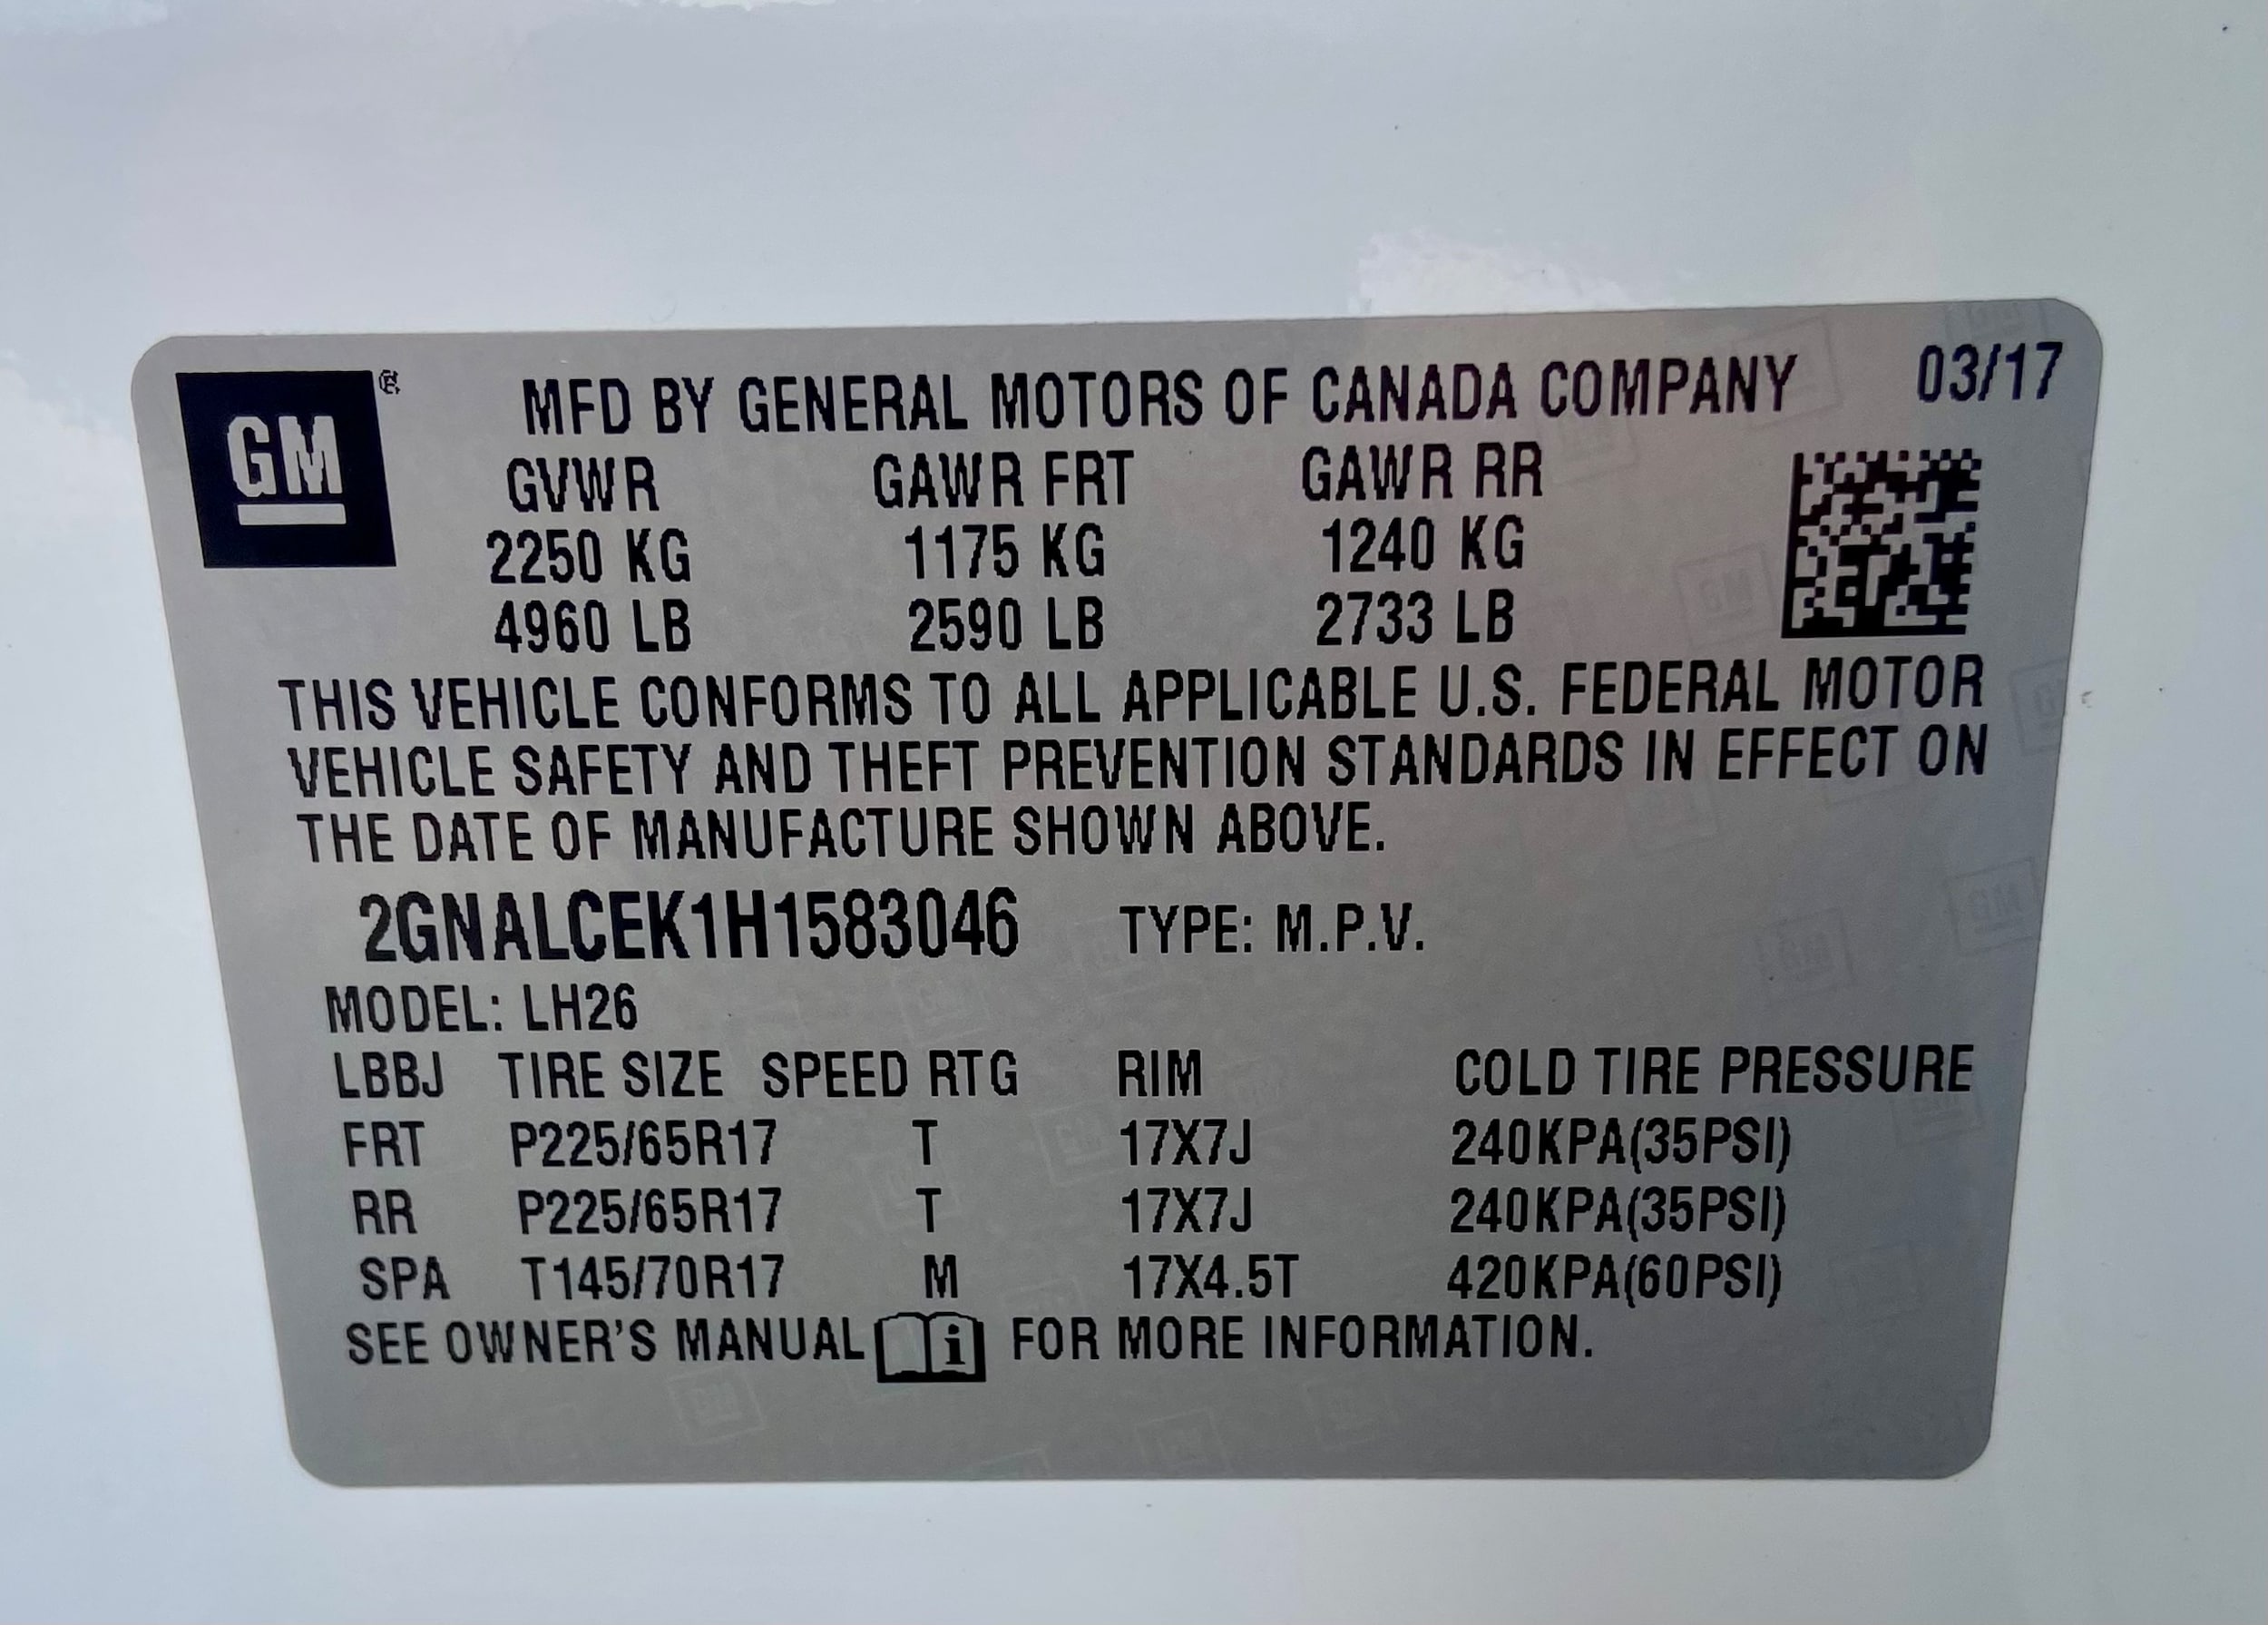 GM
MFD BY GENERAL MOTORS OF CANADA COMPANY 03/17
GVWR GAWR FRT GAWR RR
2250 KG 1175 KG 1240 KG
4960 LB 2590 LB 2733 LB
THIS VEHICLE CONFORMS TO ALL APPLICABLE U.S. FEDERAL MOTOR
VEHICLE SAFETY AND THEFT PREVENTION STANDARDS IN EFFECT ON
THE DATE OF MANUFACTURE SHOWN ABOVE.
2GNALCEK1H1583046 TYPE: M.P.V.
MODEL: LH26
LBBJ TIRE SIZE SPEED RTG RIM COLD TIRE PRESSURE
FRT P225/65R17 T 17X7J 240KPA(35PSI)
RR P225/65R17 T 17X7J 240KPA(35PSI)
SPA T145/70R17 M 17X4.5T 420KPA(60PSI)
SEE OWNER'S MANUAL i FOR MORE INFORMATION.